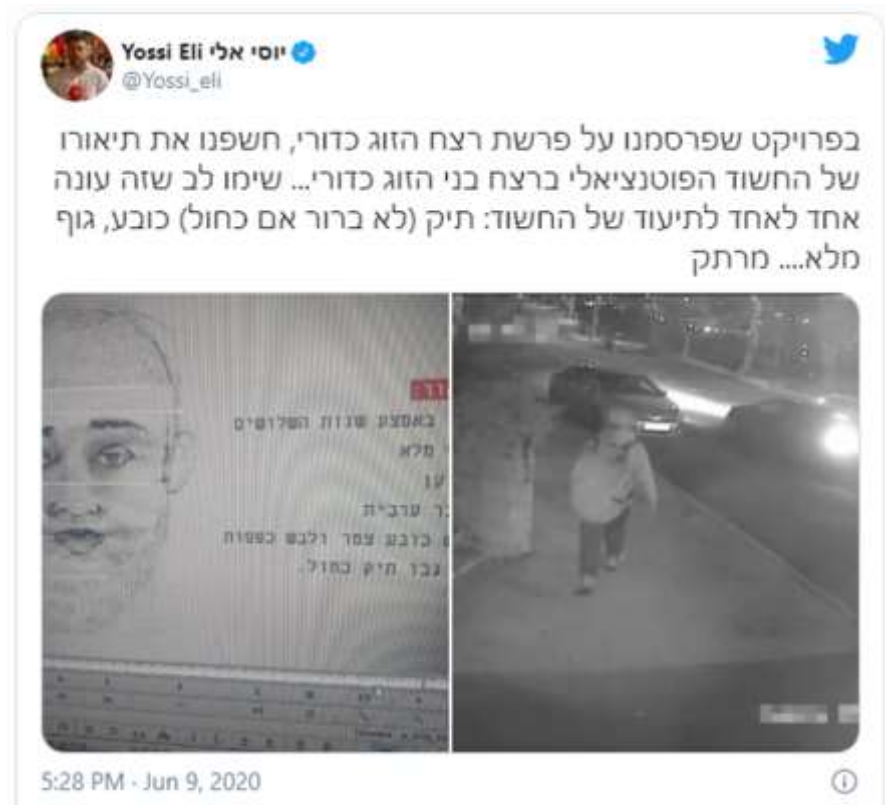 Yossi Eli יוסי אלי
@Yossi_eli
בפרויקט שפרסמנו על פרשת רצח הזוג כדורי, חשפנו את תיאורו
של החשוד הפוטנציאלי ברצח בני הזוג כדורי... שימו לב שזה עונה
אחד לאחד לתיעוד של החשוד: תיק (לא ברור אם כחול) כובע, גוף
מלא.... מרתק
באמצע שנות השלושים
מלא
ערבית
כובע צמר ולבש כפפות
תיק כחול.
5:28 PM · Jun 9, 2020